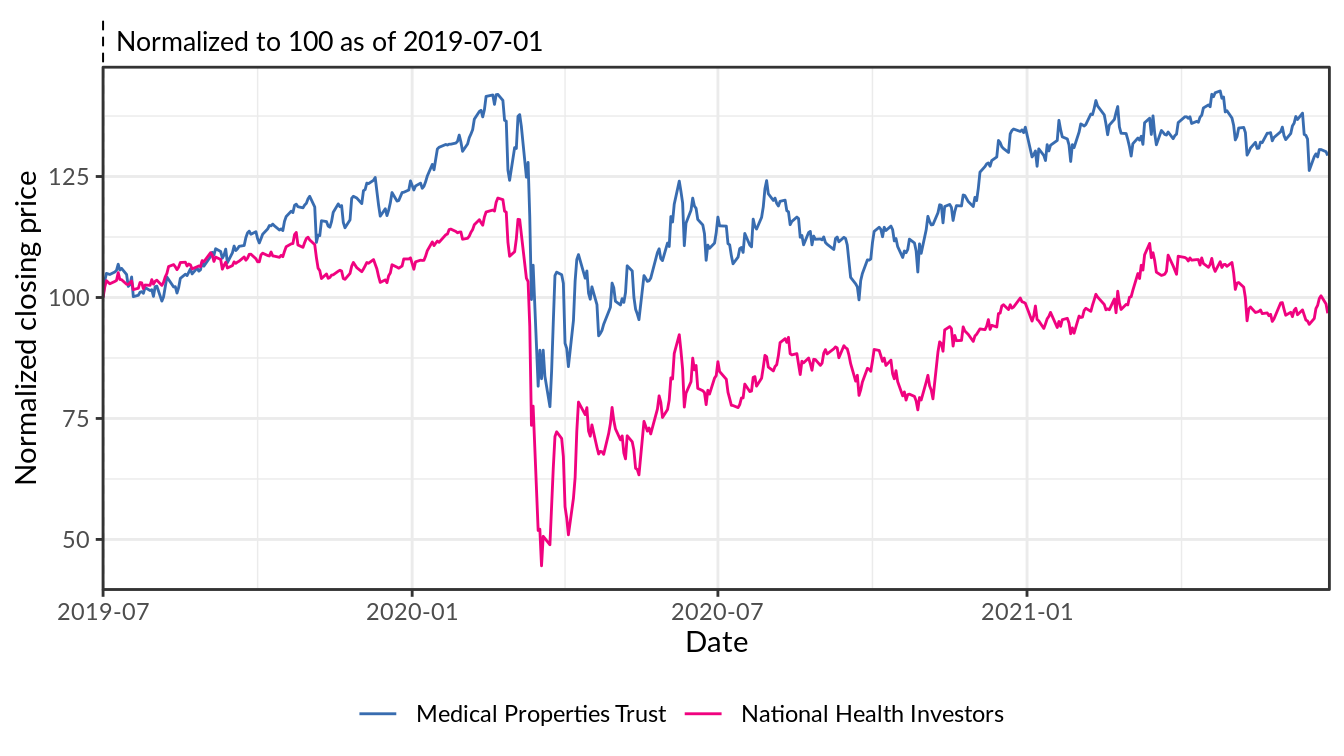 Normalized to 100 as of 2019-07-01
Normalized closing price
125
100
75
50
2019-07
2020-01
2020-07
2021-01
Date
Medical Properties Trust
National Health Investors